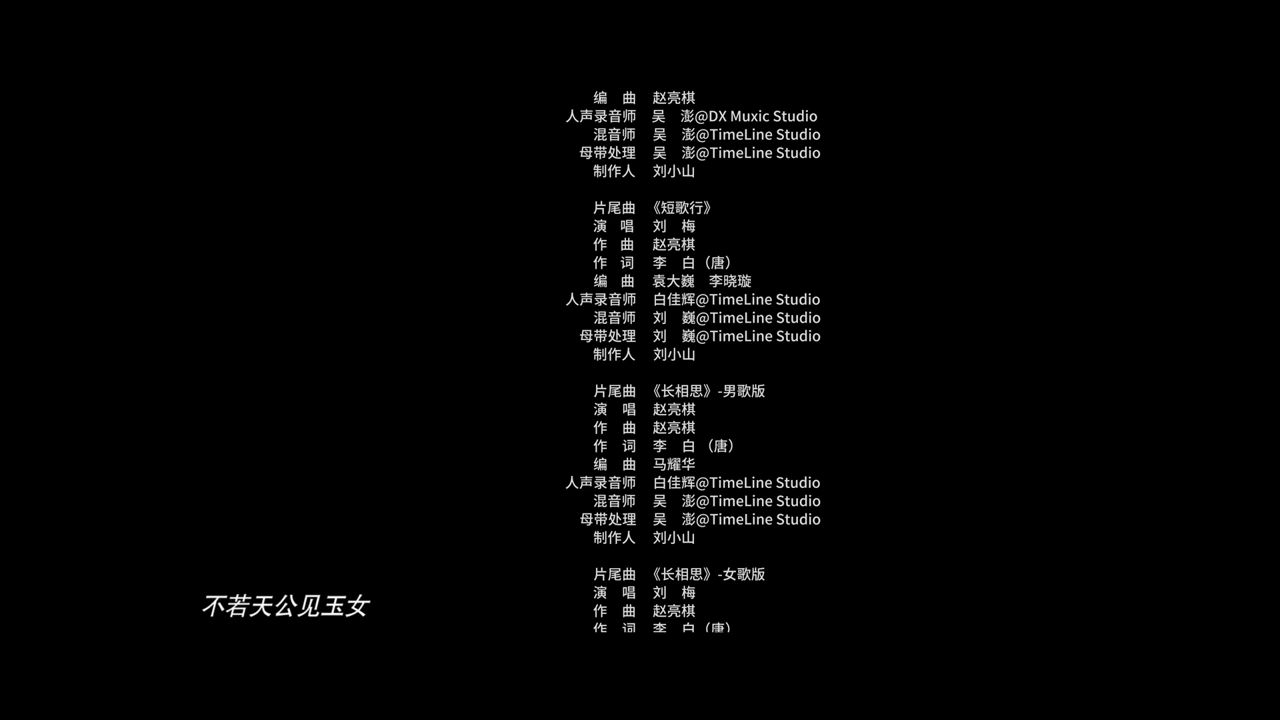 编 曲 赵亮棋
人声录音师 吴 澎@DX Muxic Studio
混音师 吴 澎@TimeLine Studio
母带处理 吴 澎@TimeLine Studio
制作人 刘小山
片尾曲 《短歌行》
演 唱 刘 梅
作 曲 赵亮棋
作 词 李 白（唐）
编 曲 袁大巍 李晓璇
人声录音师 白佳辉@TimeLine Studio
混音师 刘 巍@TimeLine Studio
母带处理 刘 巍@TimeLine Studio
制作人 刘小山
片尾曲 《长相思》-男歌版
演 唱 赵亮棋
作 曲 赵亮棋
作 词 李 白 （唐）
编 曲 马耀华
人声录音师 白佳辉@TimeLine Studio
混音师 吴 澎@TimeLine Studio
母带处理 吴 澎@TimeLine Studio
制作人 刘小山
片尾曲 《长相思》-女歌版
演 唱 刘 梅
作 曲 赵亮棋
作 词 李 白（唐）
不若天公见玉女